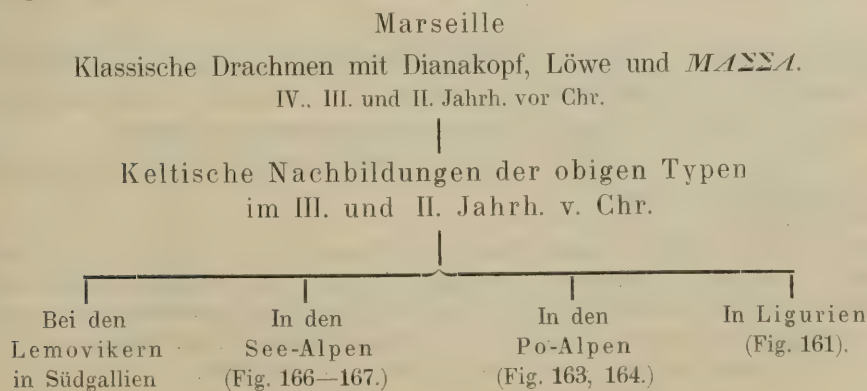 Marseille
Klassische Drachmen mit Dianakopf, Löwe und ΜΑΣΣΑ.
IV., III. und II. Jahrh. vor Chr.
Keltische Nachbildungen der obigen Typen
im III. und II. Jahrh. v. Chr.
Bei den
Lemovikern
in Südgallien
In den
See-Alpen
(Fig. 166—167.)
In den
Po-Alpen
(Fig. 163, 164.)
In Ligurien
(Fig. 161).